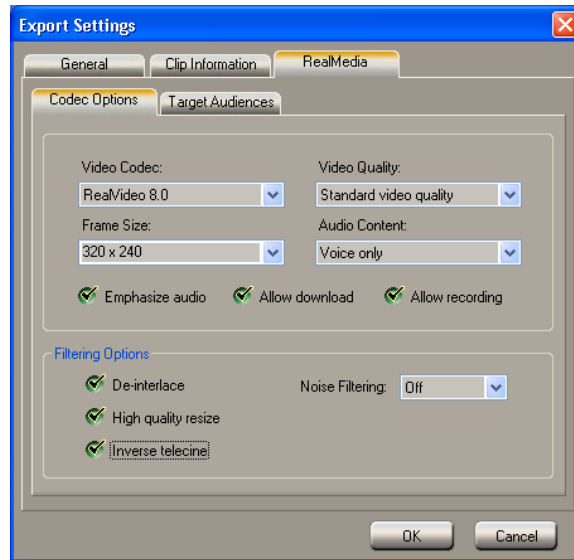 Export Settings
General Clip Information RealMedia
Codec Options Target Audiences
Video Codec: Video Quality:
RealVideo 8.0 Standard video quality
Frame Size: Audio Content:
320 x 240 Voice only
Emphasize audio Allow download Allow recording
Filtering Options
De-interlace Noise Filtering: Off
High quality resize
Inverse telecine
OK Cancel